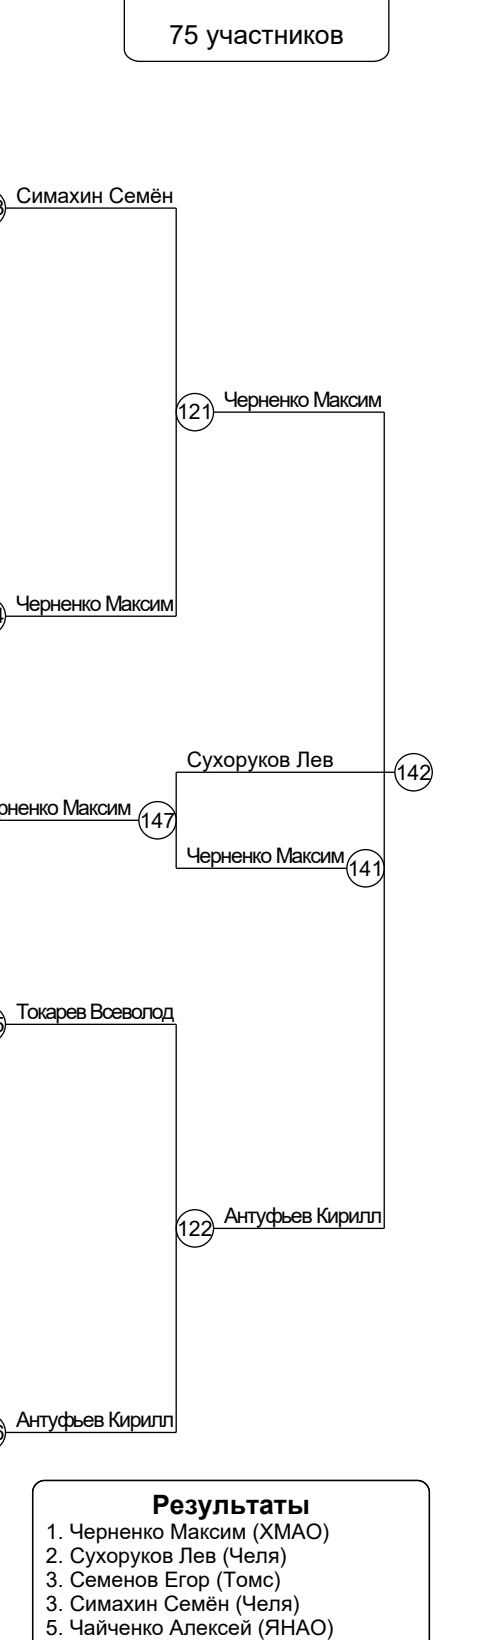 75 участников
Симахин Семён
Черненко Максим
121
Черненко Максим
Сухоруков Лев
142
Максим
147
Черненко Максим
141
Токарев Всеволод
Антуфьев Кирилл
122
Антуфьев Кирилл
Результаты
1. Черненко Максим (ХМАО)
2. Сухоруков Лев (Челя)
3. Семенов Егор (Томс)
3. Симахин Семён (Челя)
5. Чайченко Алексей (ЯНАО)